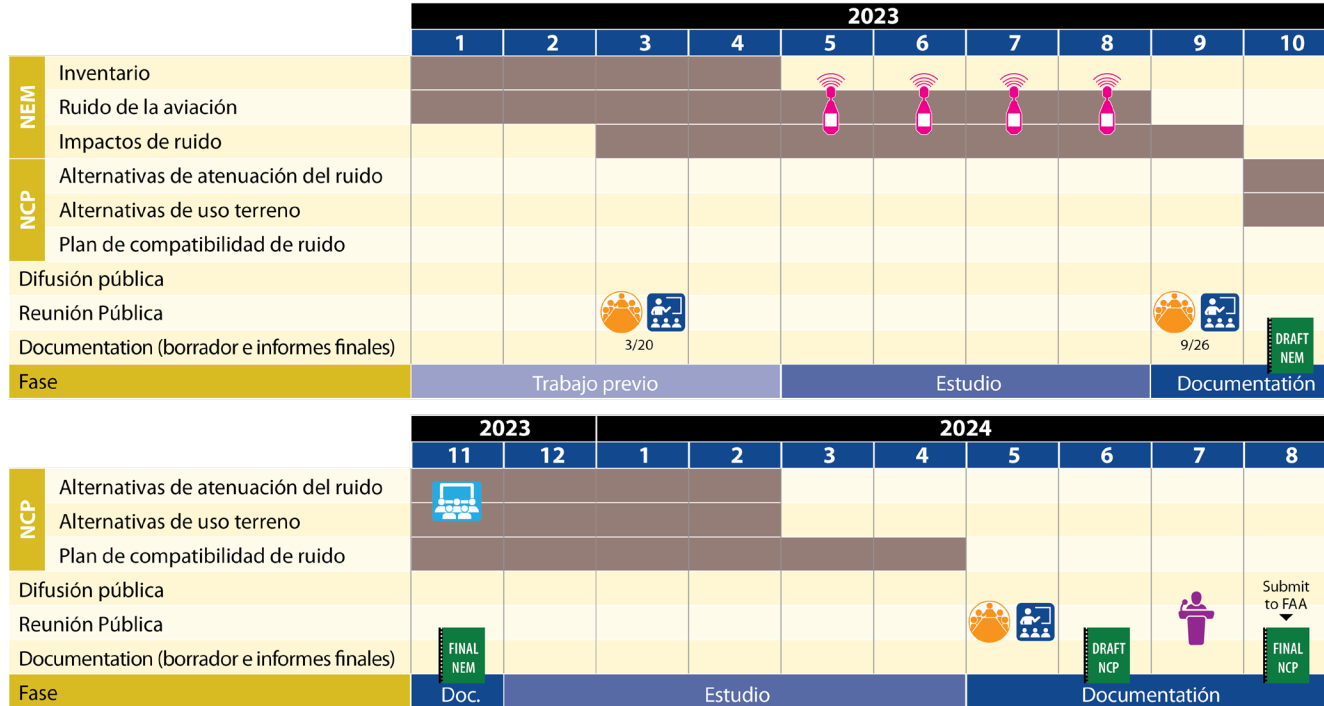 2023
1 2 3 4 5 6 7 8 9 10
NEM
Inventario
Ruido de la aviación
Impactos de ruido
NCP
Alternativas de atenuación del ruido
Alternativas de uso terreno
Plan de compatibilidad de ruido
Difusión pública
Reunión Pública
Documentation (borrador e informes finales)
3/20 9/26
DRAFT
NEM
Fase Trabajo previo Estudio Documentatión
2023 2024
11 12 1 2 3 4 5 6 7 8
NCP
Alternativas de atenuación del ruido
Alternativas de uso terreno
Plan de compatibilidad de ruido
Difusión pública
Submit
to FAA
Reunión Pública
Documentation (borrador e informes finales)
FINAL
NEM
DRAFT
NCP
FINAL
NCP
Fase Doc. Estudio Documentatión